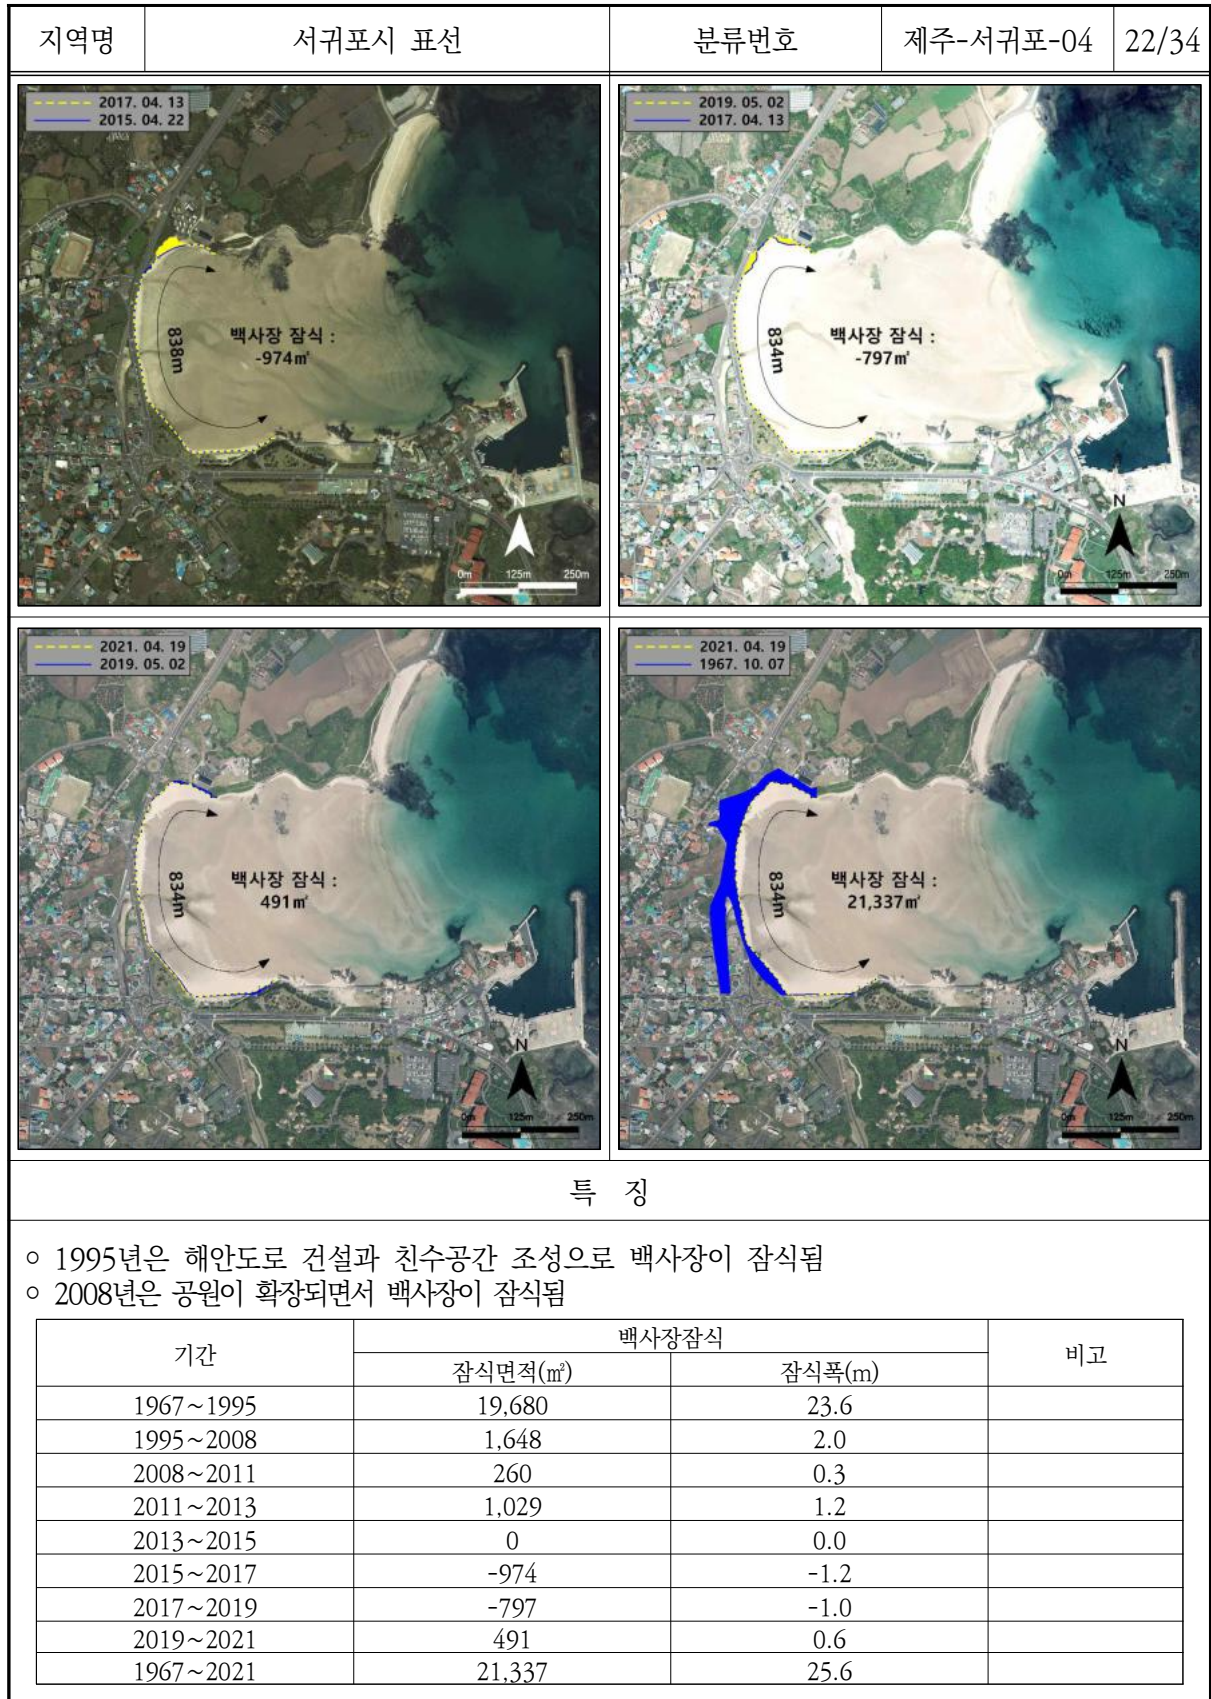 지역명 서귀포시 표선 분류번호 제주-서귀포-04 22/34
2017. 04. 13
2015. 04. 22
838m
백사장 잠식 :
-974㎡
N
0m 125m 250m
2019. 05. 02
2017. 04. 13
834m
백사장 잠식 :
-797㎡
N
0m 125m 250m
2021. 04. 19
2019. 05. 02
834m
백사장 잠식 :
491㎡
N
0m 125m 250m
2021. 04. 19
1967. 10. 07
834m
백사장 잠식 :
21,337㎡
N
0m 125m 250m
특 징
○ 1995년은 해안도로 건설과 친수공간 조성으로 백사장이 잠식됨
○ 2008년은 공원이 확장되면서 백사장이 잠식됨
기간 백사장잠식 비고
잠식면적(㎡) 잠식폭(m)
1967~1995 19,680 23.6
1995~2008 1,648 2.0
2008~2011 260 0.3
2011~2013 1,029 1.2
2013~2015 0 0.0
2015~2017 -974 -1.2
2017~2019 -797 -1.0
2019~2021 491 0.6
1967~2021 21,337 25.6